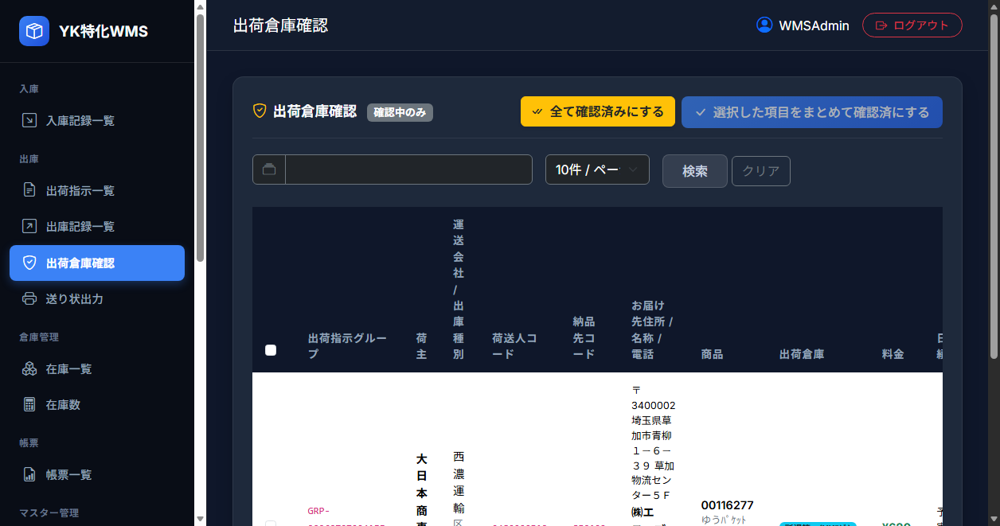 YK特化WMS
入庫
入庫記録一覧
出庫
出荷指示一覧
出庫記録一覧
出荷倉庫確認
送り状出力
倉庫管理
在庫一覧
在庫数
帳票
帳票一覧
マスター管理
出荷倉庫確認
WMSAdmin
ログアウト
出荷倉庫確認 確認中のみ
全て確認済みにする
選択した項目をまとめて確認済にする
10件 / ペー
検索
クリア
出荷指示グルー
プ
荷
主
運
送
会
社
/
出
庫
種
別
荷送人コ
ード
納品
先コ
ード
お届け
先住所 /
名称 /
電話
商品
出荷倉庫
料金
GRP-
大
日
本
商
西
濃
運
輸
区
〒
3400002
埼玉県草
加市青柳
１－６－
３９ 草加
物流セン
ター５Ｆ
㈱エ
00116277
ゆうﾊﾟｹｯﾄ